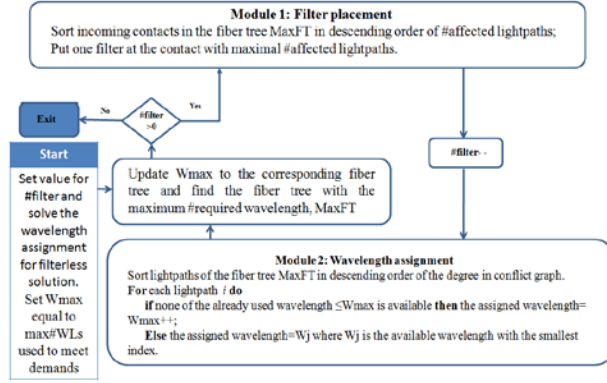 Module 1: Filter placement
Sort incoming contacts in the fiber tree MaxFT in descending order of #affected lightpaths;
Put one filter at the contact with maximal #affected lightpaths.
No
Yes
#filter
>0
Exit
Start
Set value for
#filter and
solve the
wavelength
assignment
for filterless
solution.
Set Wmax
equal to
max#WLs
used to meet
demands
Update Wmax to the corresponding fiber
tree and find the fiber tree with the
maximum #required wavelength, MaxFT
#filter--
Module 2: Wavelength assignment
Sort lightpaths of the fiber tree MaxFT in descending order of the degree in conflict graph.
For each lightpath i do
if none of the already used wavelength ≤Wmax is available then the assigned wavelength=
Wmax++;
Else the assigned wavelength=Wj where Wj is the available wavelength with the smallest
index.